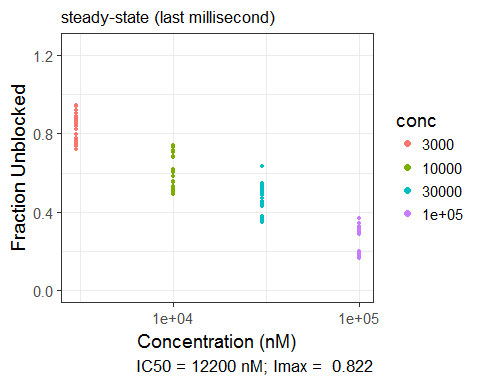 steady-state (last millisecond)
Fraction Unblocked
1.2
0.8
0.4
0.0
1e+04
1e+05
Concentration (nM)
IC50 = 12200 nM; Imax =  0.822
conc
3000
10000
30000
1e+05